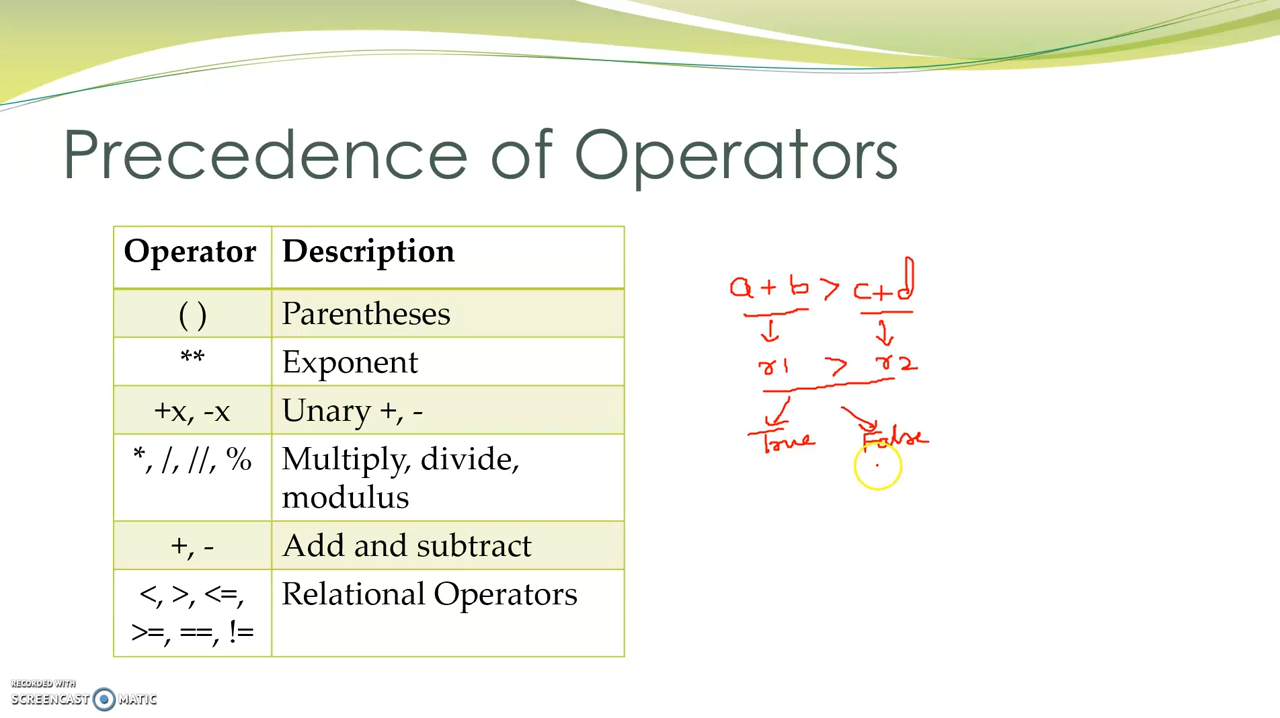 Precedence of Operators
Operator Description
( ) Parentheses
** Exponent
+x, -x Unary +, -
*, /, //, % Multiply, divide,
modulus
+, - Add and subtract
<, >, <=, Relational Operators
>=, ==, !=
a + b > c + d
r1 > r2
True False
RECORDED WITH
SCREENCAST MATIC